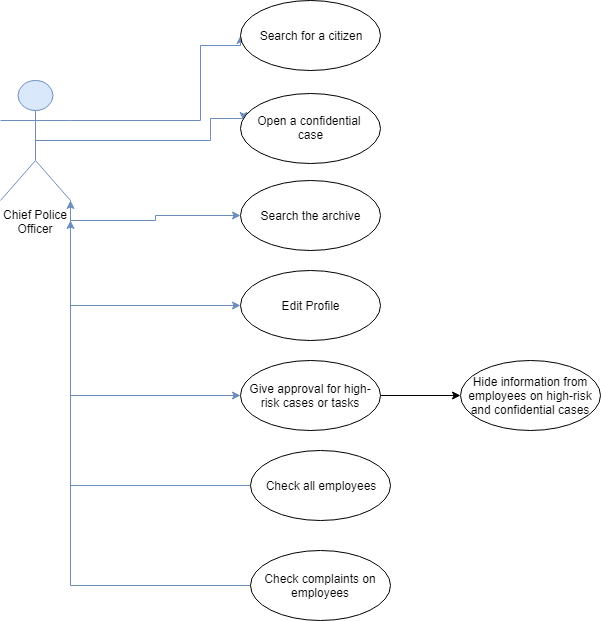 Search for a citizen
Open a confidential
case
Chief Police
Officer
Search the archive
Edit Profile
Give approval for high-
risk cases or tasks
Hide information from
employees on high-risk
and confidential cases
Check all employees
Check complaints on
employees